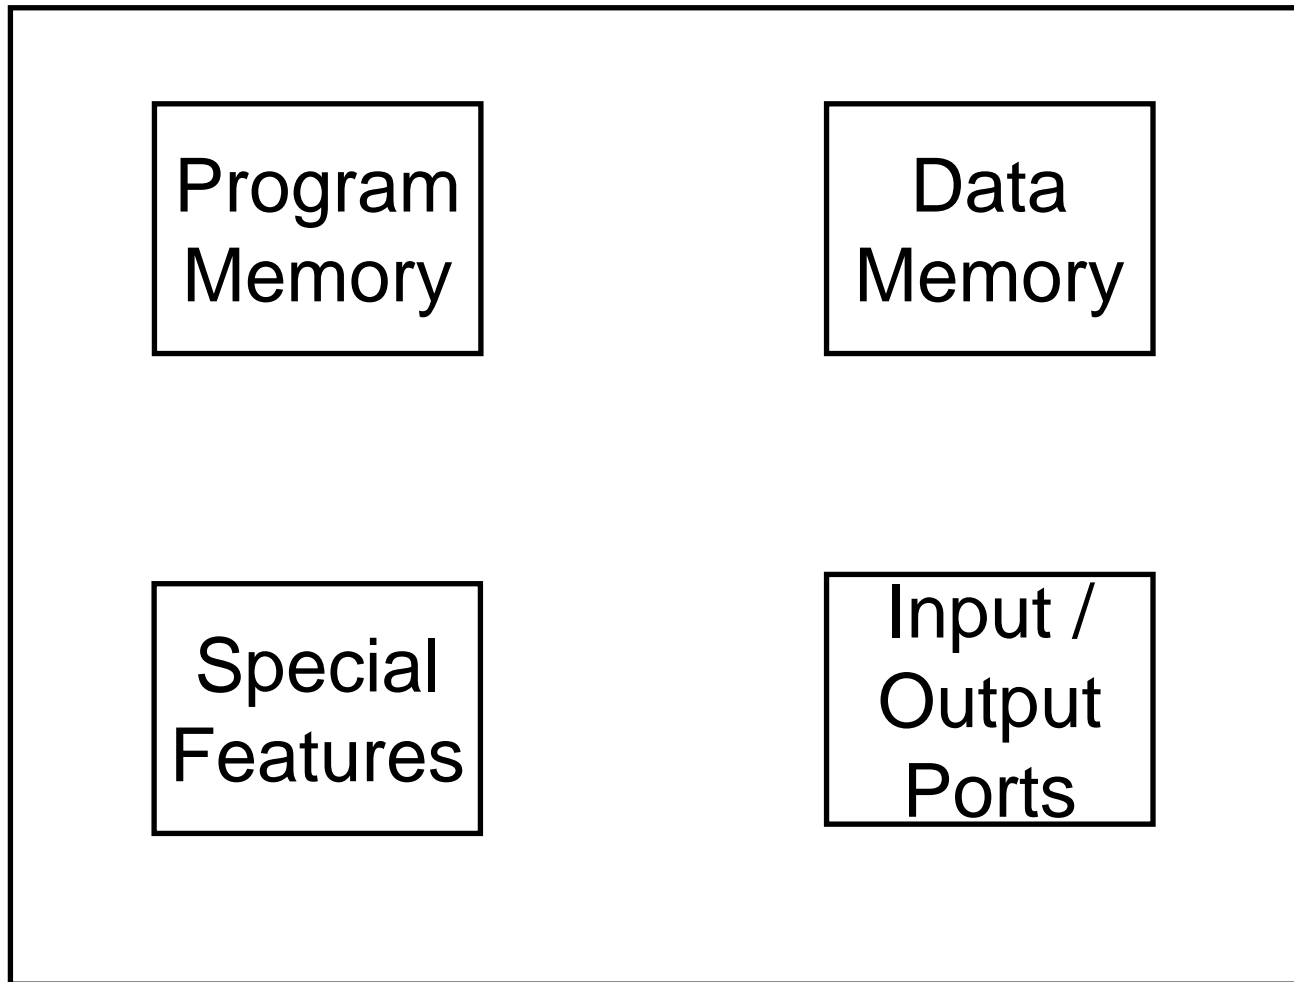 Program
Memory
Data
Memory
Special
Features
Input /
Output
Ports